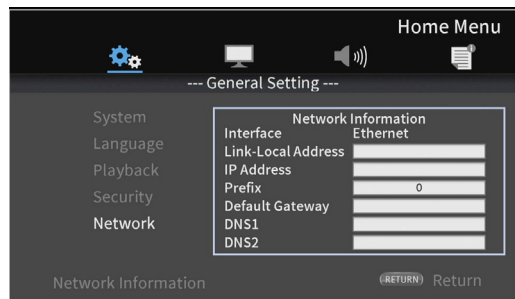 Home Menu
--- General Setting ---
System
Language
Playback
Security
Network
Network Information
Interface Ethernet
Link-Local Address
IP Address
Prefix 0
Default Gateway
DNS1
DNS2
Network Information
RETURN Return